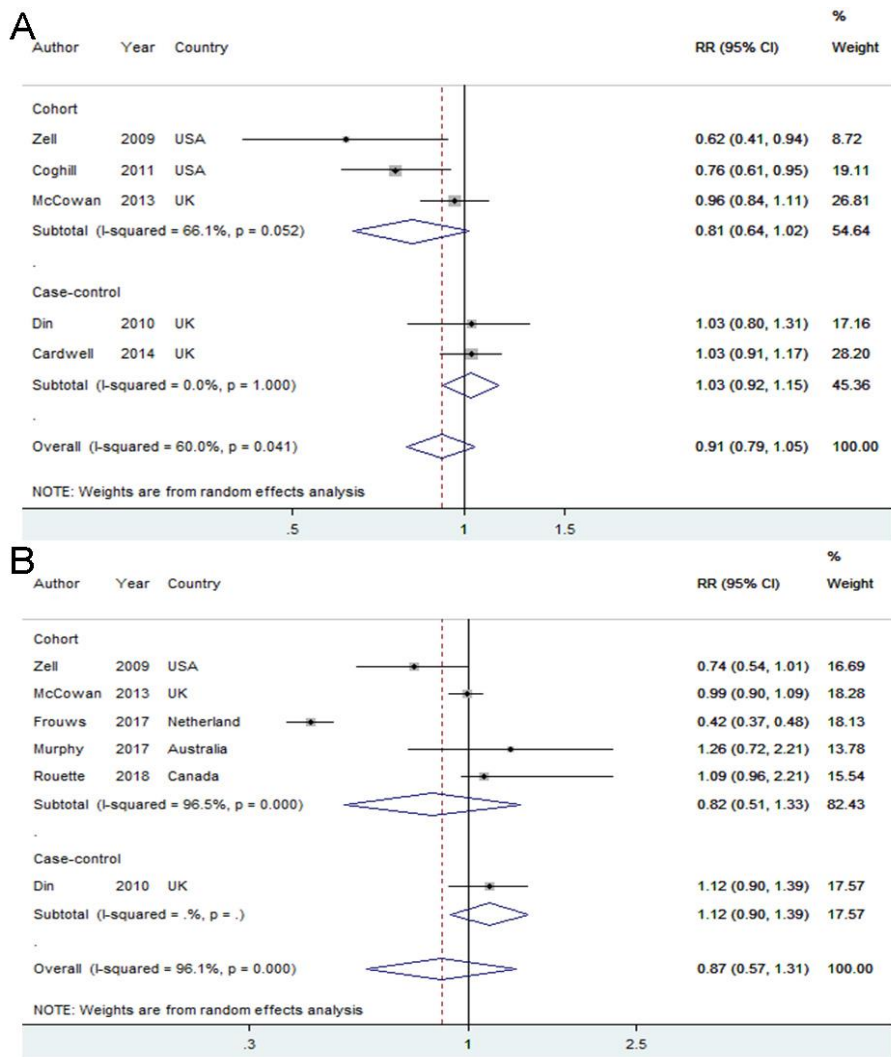 A
%
Author Year Country RR (95% CI) Weight
Cohort
Zell 2009 USA 0.62 (0.41, 0.94) 8.72
Coghill 2011 USA 0.76 (0.61, 0.95) 19.11
McCowan 2013 UK 0.96 (0.84, 1.11) 26.81
Subtotal (I-squared = 66.1%, p = 0.052) 0.81 (0.64, 1.02) 54.64
.
Case-control
Din 2010 UK 1.03 (0.80, 1.31) 17.16
Cardwell 2014 UK 1.03 (0.91, 1.17) 28.20
Subtotal (I-squared = 0.0%, p = 1.000) 1.03 (0.92, 1.15) 45.36
.
Overall (I-squared = 60.0%, p = 0.041) 0.91 (0.79, 1.05) 100.00
NOTE: Weights are from random effects analysis
.5 1 1.5
B
%
Author Year Country RR (95% CI) Weight
Cohort
Zell 2009 USA 0.74 (0.54, 1.01) 16.69
McCowan 2013 UK 0.99 (0.90, 1.09) 18.28
Frouws 2017 Netherland 0.42 (0.37, 0.48) 18.13
Murphy 2017 Australia 1.26 (0.72, 2.21) 13.78
Rouette 2018 Canada 1.09 (0.96, 2.21) 15.54
Subtotal (I-squared = 96.5%, p = 0.000) 0.82 (0.51, 1.33) 82.43
.
Case-control
Din 2010 UK 1.12 (0.90, 1.39) 17.57
Subtotal (I-squared = .%, p = .) 1.12 (0.90, 1.39) 17.57
.
Overall (I-squared = 96.1%, p = 0.000) 0.87 (0.57, 1.31) 100.00
NOTE: Weights are from random effects analysis
.3 1 2.5